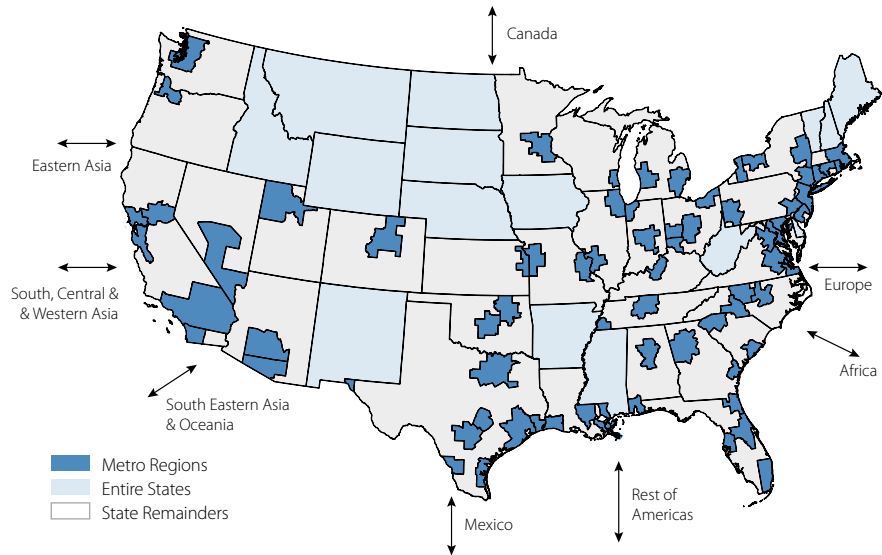 Canada
Eastern Asia
South, Central &
& Western Asia
Europe
Africa
South Eastern Asia
& Oceania
Metro Regions
Entire States
State Remainders
Mexico
Rest of
Americas